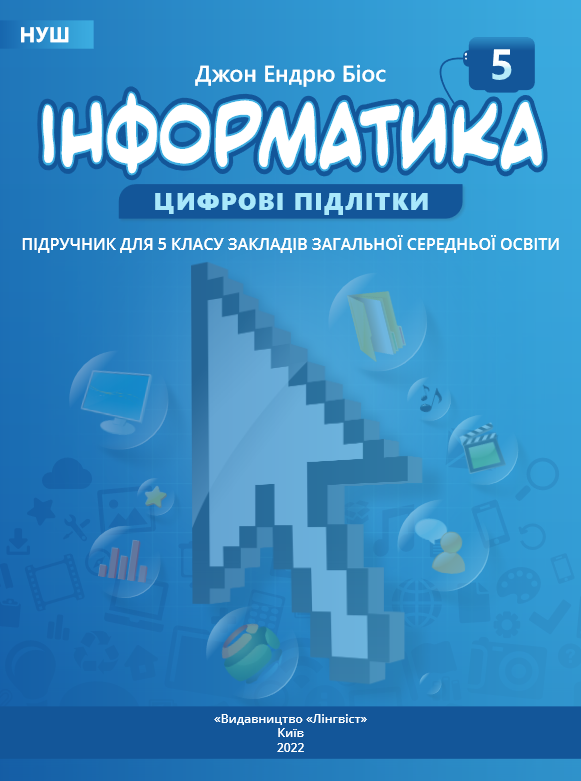 НУШ
5
Джон Ендрю Біос
ІНФОРМАТИКА
ЦИФРОВІ ПІДЛІТКИ
ПІДРУЧНИК ДЛЯ 5 КЛАСУ ЗАКЛАДІВ ЗАГАЛЬНОЇ СЕРЕДНЬОЇ ОСВІТИ
«Видавництво «Лінгвіст»
Київ
2022